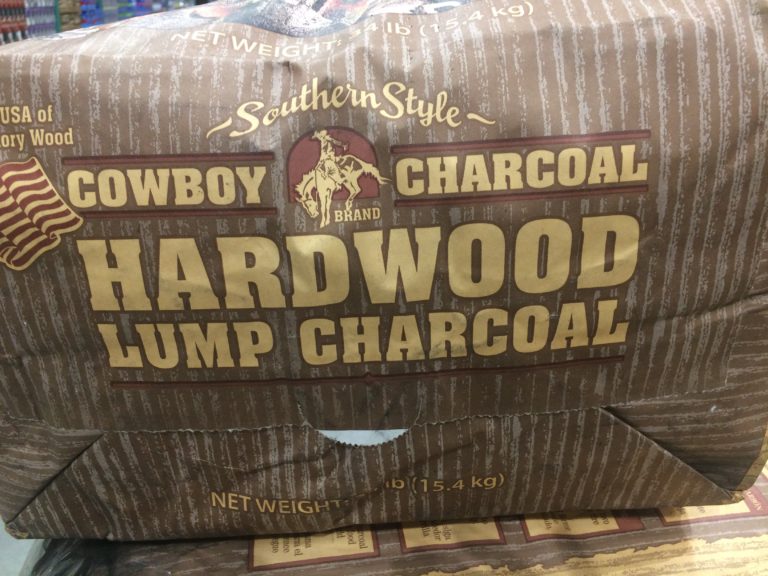 NET WEIGHT: 34 lb (15.4 kg)
Southern Style
USA of
ory Wood
COWBOY CHARCOAL
BRAND
HARDWOOD
LUMP CHARCOAL
NET WEIGHT lb (15.4 kg)